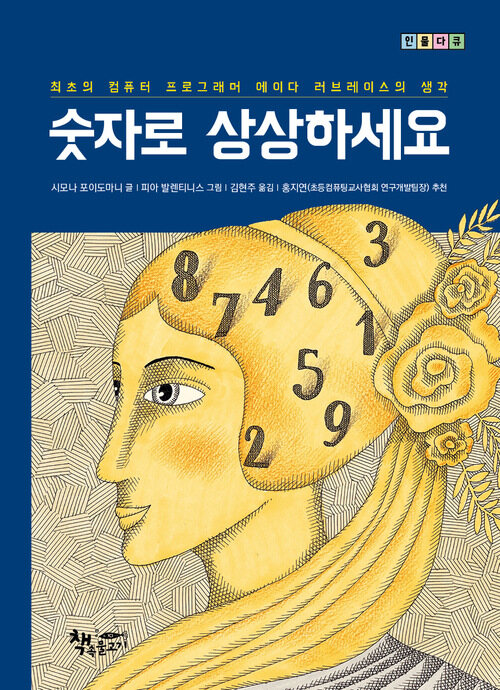 인물다큐
최초의 컴퓨터 프로그래머 에이다 러브레이스의 생각
숫자로 상상하세요
시모나 포이도마니 글 | 피아 발렌티니스 그림 | 김현주 옮김 | 홍지연(초등컴퓨팅교사협회 연구개발팀장) 추천
3
8 7 4 6
1
5
9
2
책속물고기